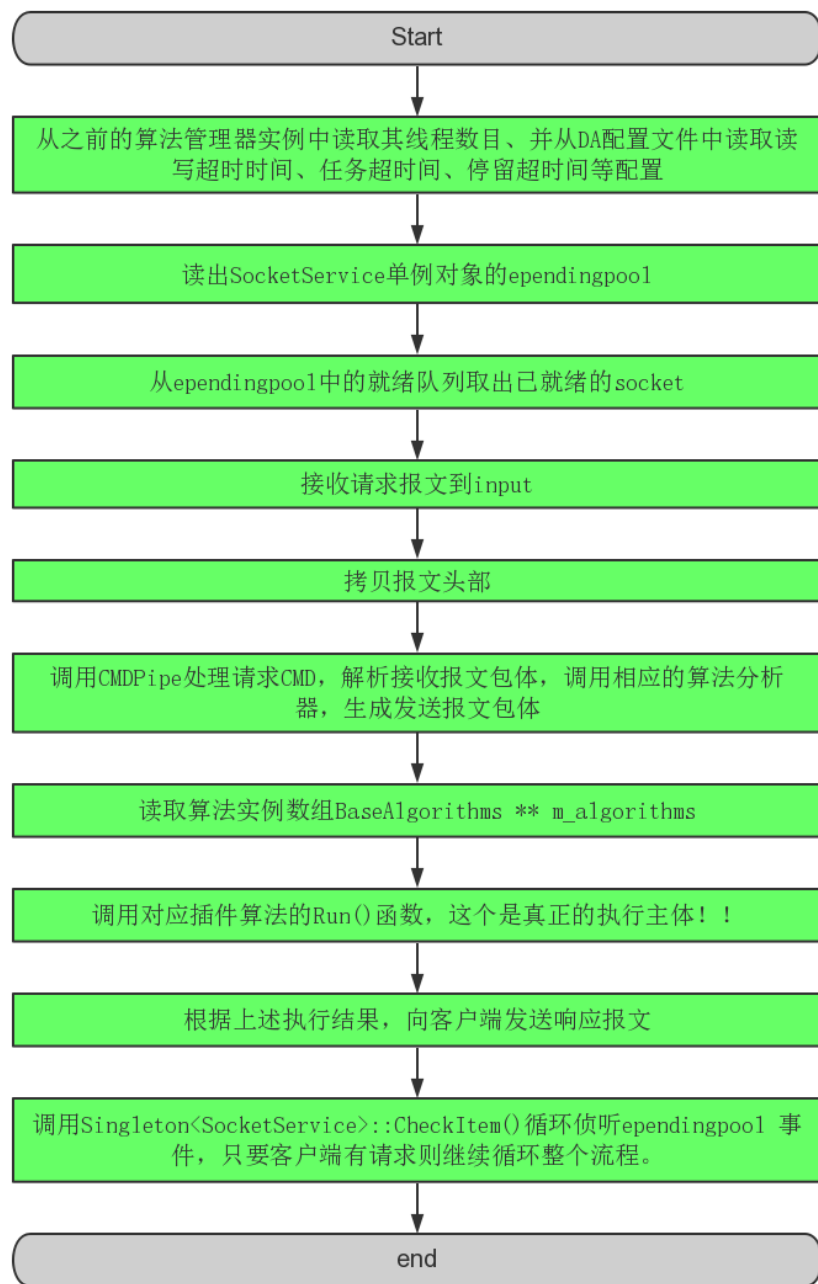 Start
从之前的算法管理器实例中读取其线程数目、并从DA配置文件中读取读
写超时时间、任务超时间、停留超时间等配置
读出SocketService单例对象的ependingpool
从ependingpool中的就绪队列取出已就绪的socket
接收请求报文到input
拷贝报文头部
调用CMDPipe处理请求CMD，解析接收报文包体，调用相应的算法分析
器，生成发送报文包体
读取算法实例数组BaseAlgorithms ** m_algorithms
调用对应插件算法的Run()函数，这个是真正的执行主体！！
根据上述执行结果，向客户端发送响应报文
调用Singleton<SocketService>::CheckItem()循环侦听ependingpool 事
件，只要客户端有请求则继续循环整个流程。
end